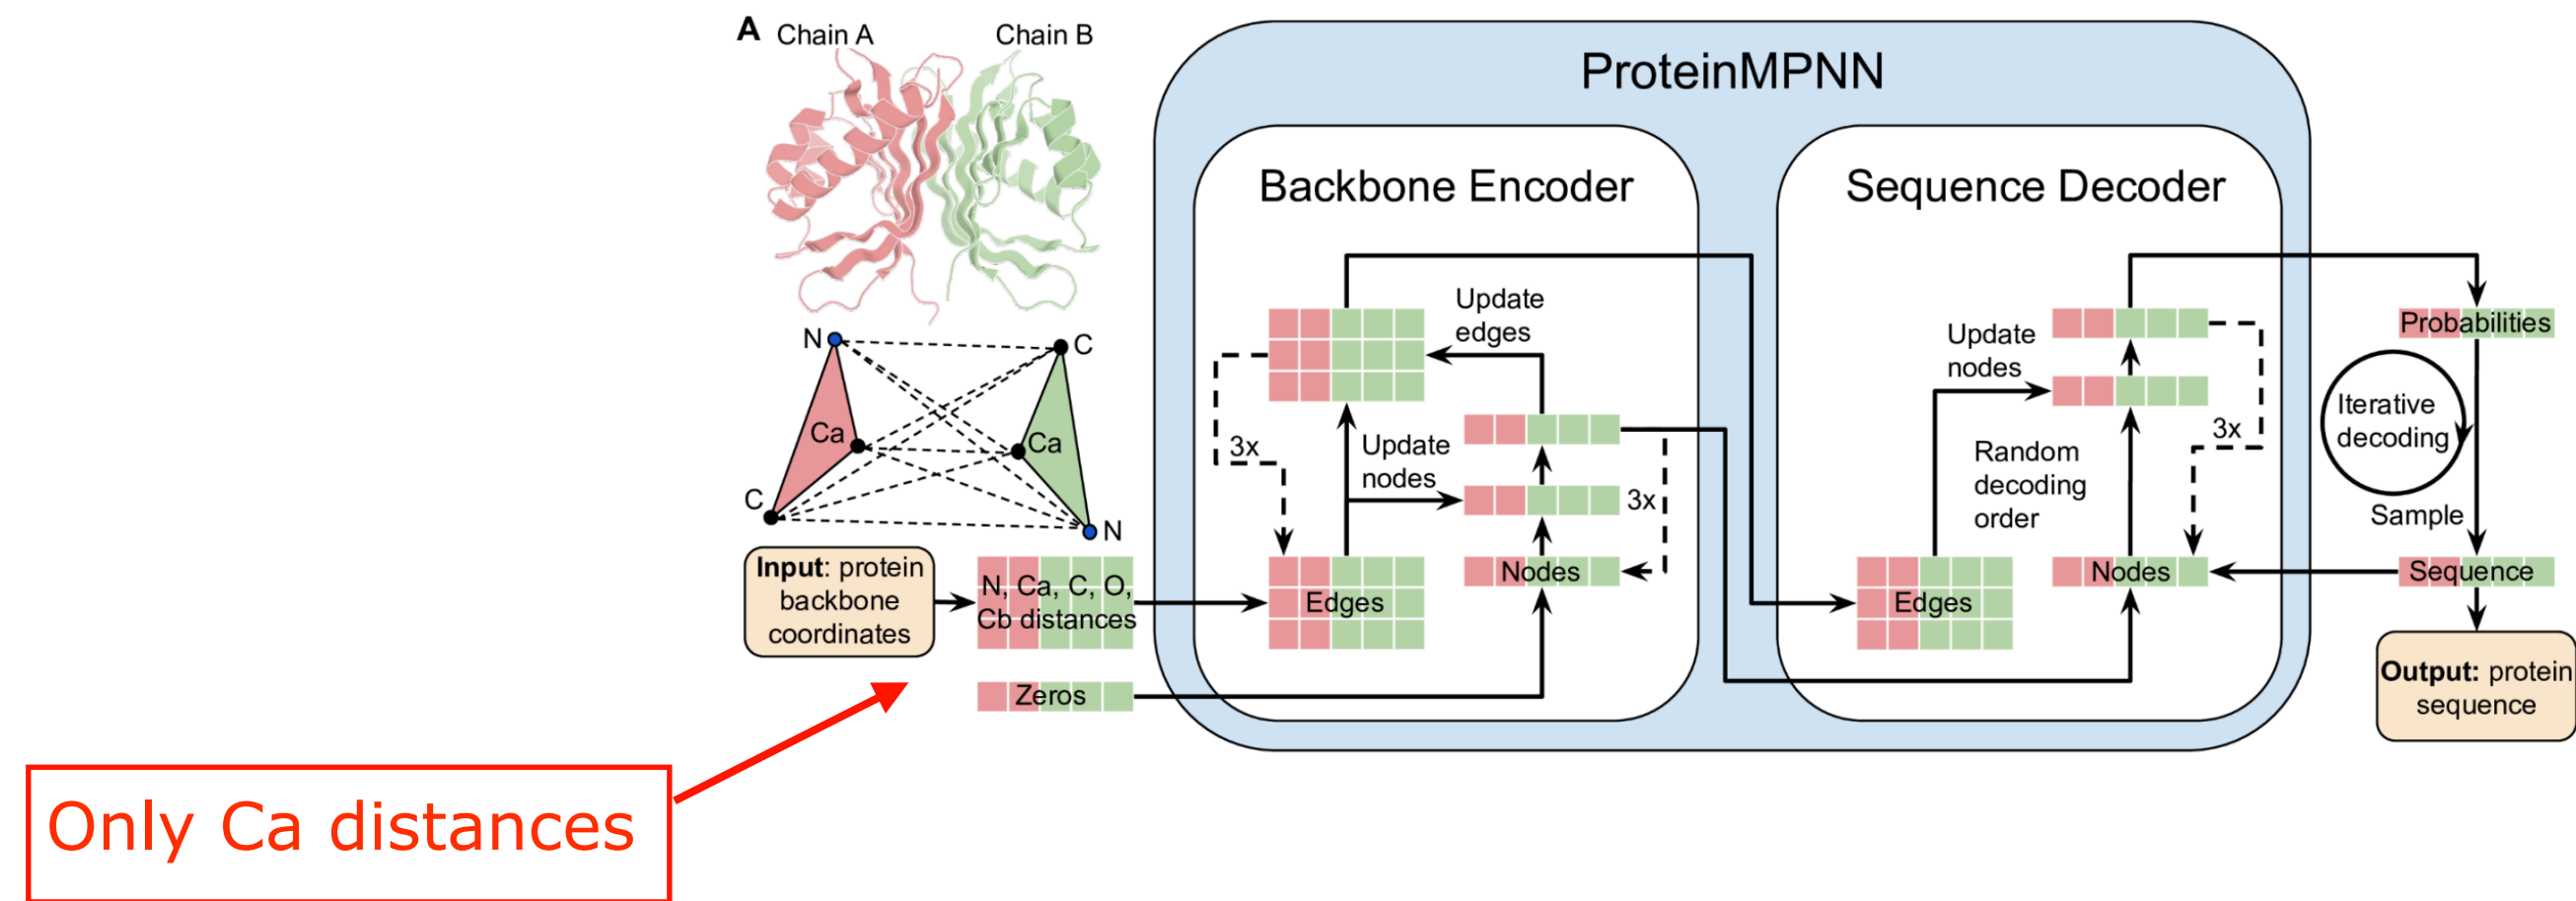 A
Chain A
Chain B
N
C
Ca
Ca
C
N
Input: protein
backbone
coordinates
N, Ca, C, O,
Cb distances
Zeros
Only Ca distances
ProteinMPNN
Backbone Encoder
Update
edges
3x
Update
nodes
3x
Nodes
Edges
Sequence Decoder
Update
nodes
Random
decoding
order
3x
Edges
Nodes
Probabilities
Iterative
decoding
Sample
Sequence
Output: protein
sequence